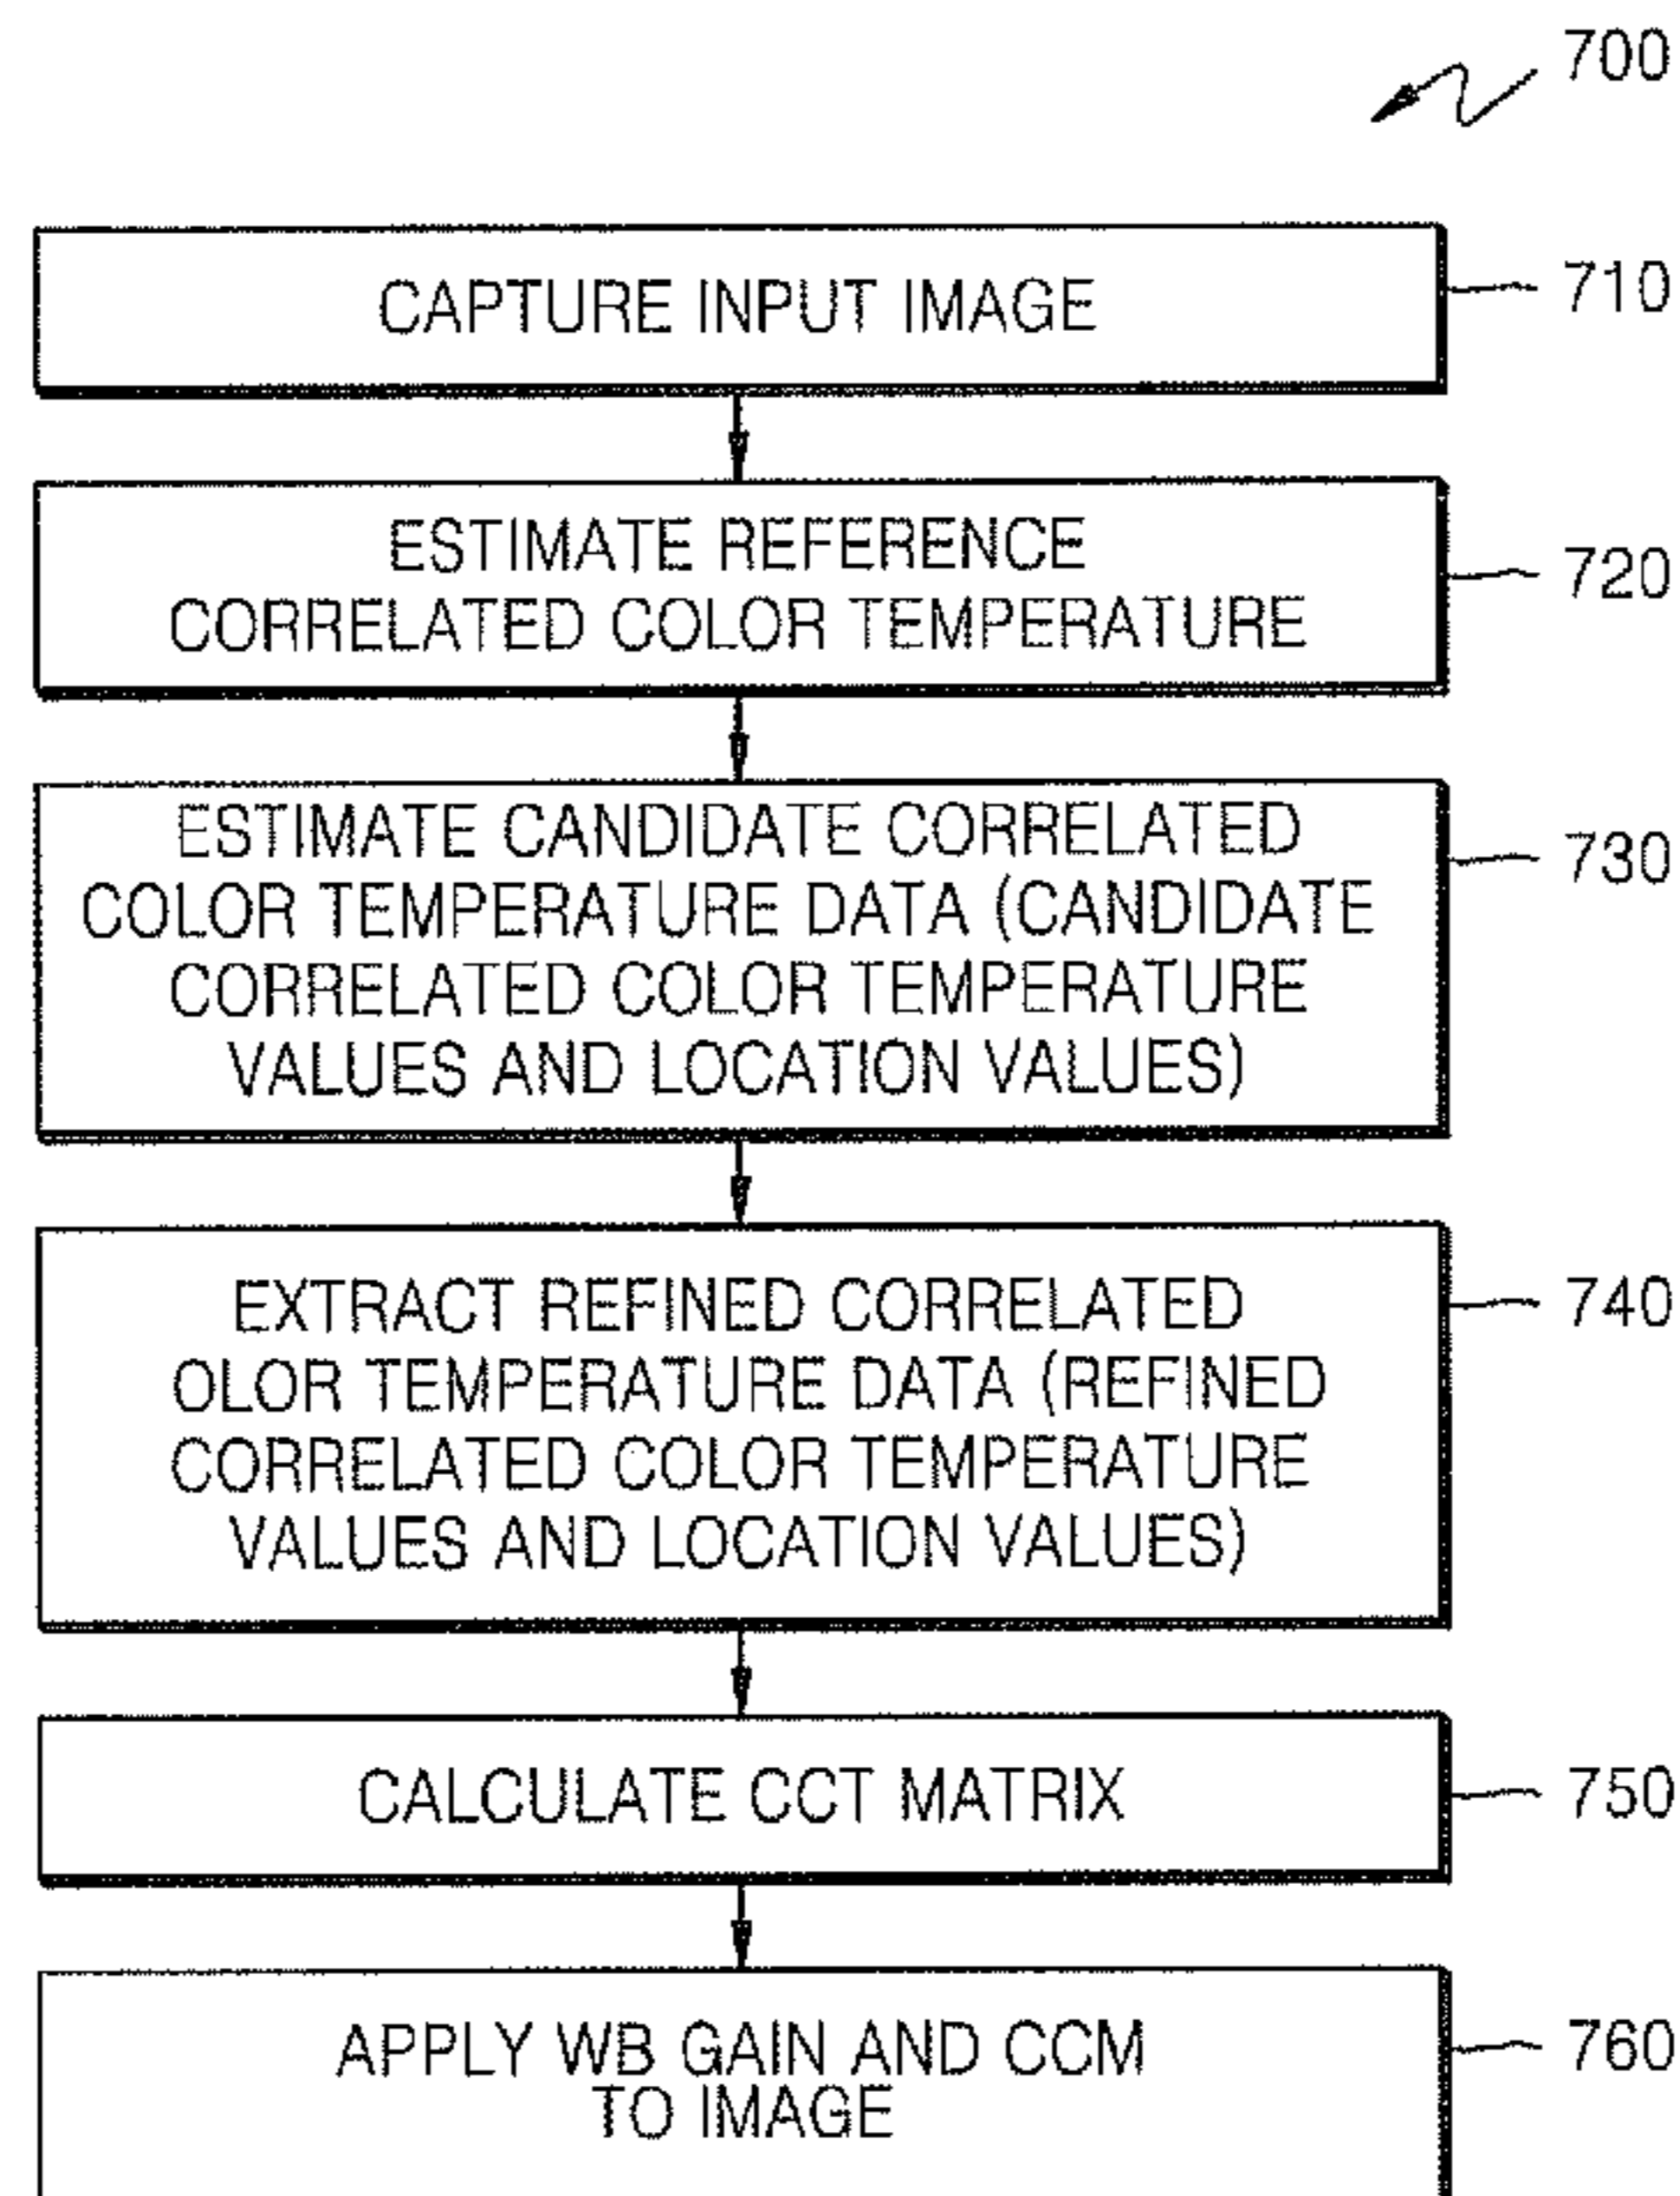 700
CAPTURE INPUT IMAGE
710
ESTIMATE REFERENCE
CORRELATED COLOR TEMPERATURE
720
ESTIMATE CANDIDATE CORRELATED
COLOR TEMPERATURE DATA (CANDIDATE
CORRELATED COLOR TEMPERATURE
VALUES AND LOCATION VALUES)
730
EXTRACT REFINED CORRELATED
OLOR TEMPERATURE DATA (REFINED
CORRELATED COLOR TEMPERATURE
VALUES AND LOCATION VALUES)
740
CALCULATE CCT MATRIX
750
APPLY WB GAIN AND CCM
TO IMAGE
760